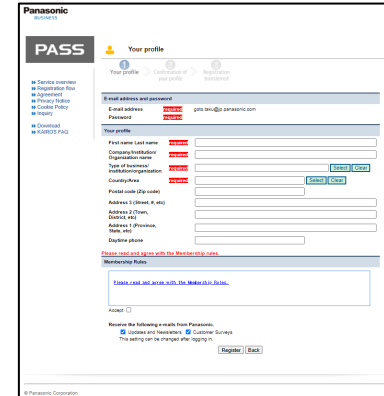 Panasonic
BUSINESS
PASS
Your profile
1
2
3
Your profile
Confirmation of your profile
Registration transmitted
Service overview
Registration flow
Agreement
Privacy Notice
Cookie Policy
Inquiry
Download
KAIROS FAQ
E-mail address and password
E-mail address required goto.taku@jp.panasonic.com
Password required
Your profile
First name Last name required
Company/Institution/
Organization name required
Type of business/
institution/organization required Select Clear
Country/Area required Select Clear
Postal code (Zip code)
Address 3 (Street, #, etc)
Address 2 (Town,
District, etc)
Address 1 (Province,
State, etc)
Daytime phone
Please read and agree with the Membership rules.
Membership Rules
Please read and agree with the Membership Rules.
Accept
Receive the following e-mails from Panasonic.
Updates and Newsletters Customer Surveys
This setting can be changed after logging in.
Register Back
© Panasonic Corporation